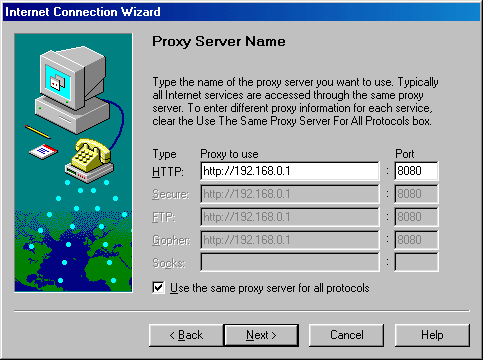 Internet Connection Wizard
Proxy Server Name
Type the name of the proxy server you want to use. Typically
all Internet services are accessed through the same proxy
server. To enter different proxy information for each service,
clear the Use The Same Proxy Server For All Protocols box.
Type Proxy to use Port
HTTP: http://192.168.0.1 : 8080
Secure: http://192.168.0.1 : 8080
FTP: http://192.168.0.1 : 8080
Gopher: http://192.168.0.1 : 8080
Socks: :
Use the same proxy server for all protocols
< Back Next > Cancel Help